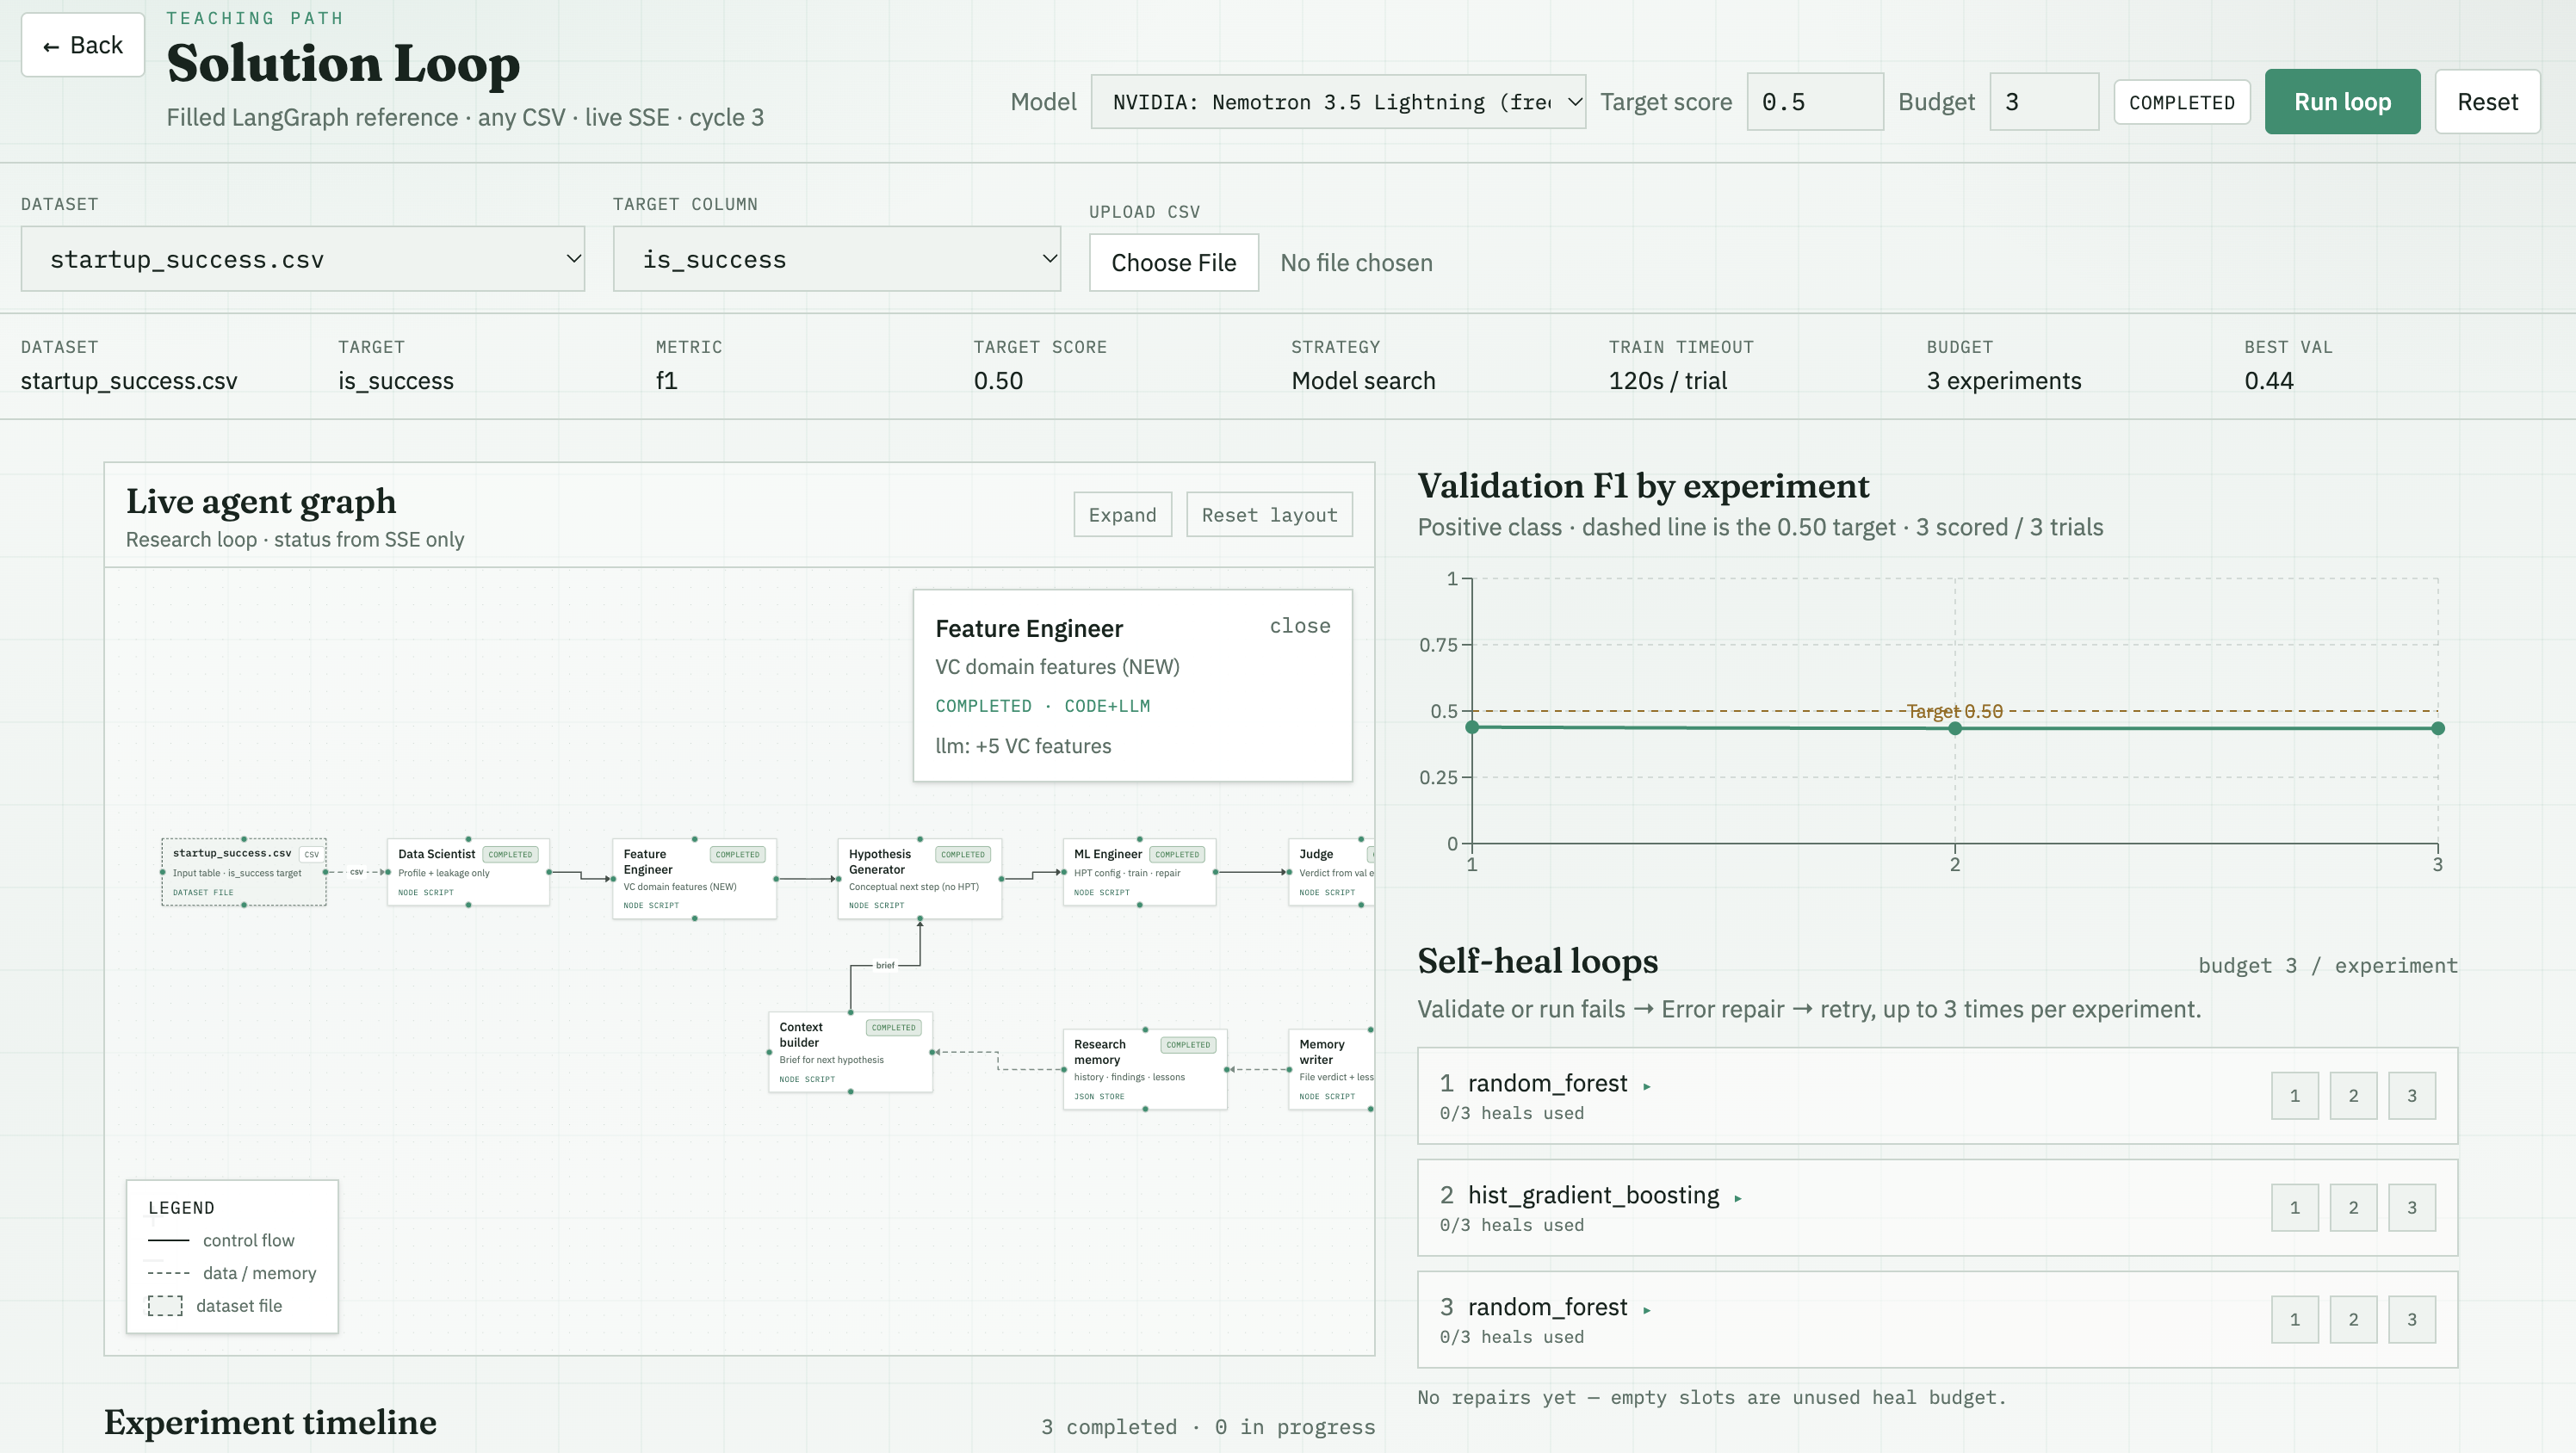 ← Back
TEACHING PATH
Solution Loop
Filled LangGraph reference · any CSV · live SSE · cycle 3
Model
NVIDIA: Nemotron 3.5 Lightning (free
Target score
0.5
Budget
3
COMPLETED
Run loop
Reset
DATASET
startup_success.csv
TARGET COLUMN
is_success
UPLOAD CSV
Choose File
No file chosen
DATASET
startup_success.csv
TARGET
is_success
METRIC
f1
TARGET SCORE
0.50
STRATEGY
Model search
TRAIN TIMEOUT
120s / trial
BUDGET
3 experiments
BEST VAL
0.44
Live agent graph
Research loop · status from SSE only
Expand
Reset layout
Feature Engineer
close
VC domain features (NEW)
COMPLETED · CODE+LLM
llm: +5 VC features
startup_success.csv
CSV
Input table · is_success target
DATASET FILE
csv
Data Scientist
COMPLETED
Profile + leakage only
NODE SCRIPT
Feature
Engineer
COMPLETED
VC domain features (NEW)
NODE SCRIPT
Hypothesis
Generator
COMPLETED
Conceptual next step (no HPT)
NODE SCRIPT
ML Engineer
COMPLETED
HPT config · train · repair
NODE SCRIPT
Judge
Verdict from val e
NODE SCRIPT
brief
Context
builder
COMPLETED
Brief for next hypothesis
NODE SCRIPT
Research
memory
COMPLETED
history · findings · lessons
JSON STORE
Memory
writer
File verdict + less
NODE SCRIPT
LEGEND
control flow
data / memory
dataset file
Experiment timeline
3 completed · 0 in progress
Validation F1 by experiment
Positive class · dashed line is the 0.50 target · 3 scored / 3 trials
1
0.75
0.5
0.25
0
Target 0.50
1
2
3
Self-heal loops
budget 3 / experiment
Validate or run fails → Error repair → retry, up to 3 times per experiment.
1 random_forest ▸
0/3 heals used
1 2 3
2 hist_gradient_boosting ▸
0/3 heals used
1 2 3
3 random_forest ▸
0/3 heals used
1 2 3
No repairs yet — empty slots are unused heal budget.